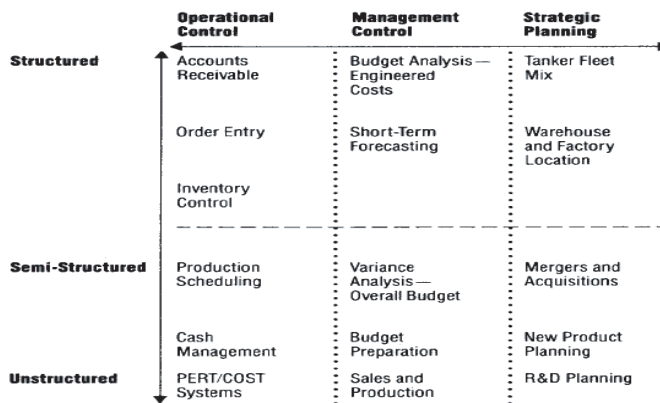 Operational Control
Management Control
Strategic Planning
Structured
Accounts Receivable
Budget Analysis — Engineered Costs
Tanker Fleet Mix
Order Entry
Short-Term Forecasting
Warehouse and Factory Location
Inventory Control
Semi-Structured
Production Scheduling
Variance Analysis — Overall Budget
Mergers and Acquisitions
Cash Management
Budget Preparation
New Product Planning
Unstructured
PERT/COST Systems
Sales and Production
R&D Planning